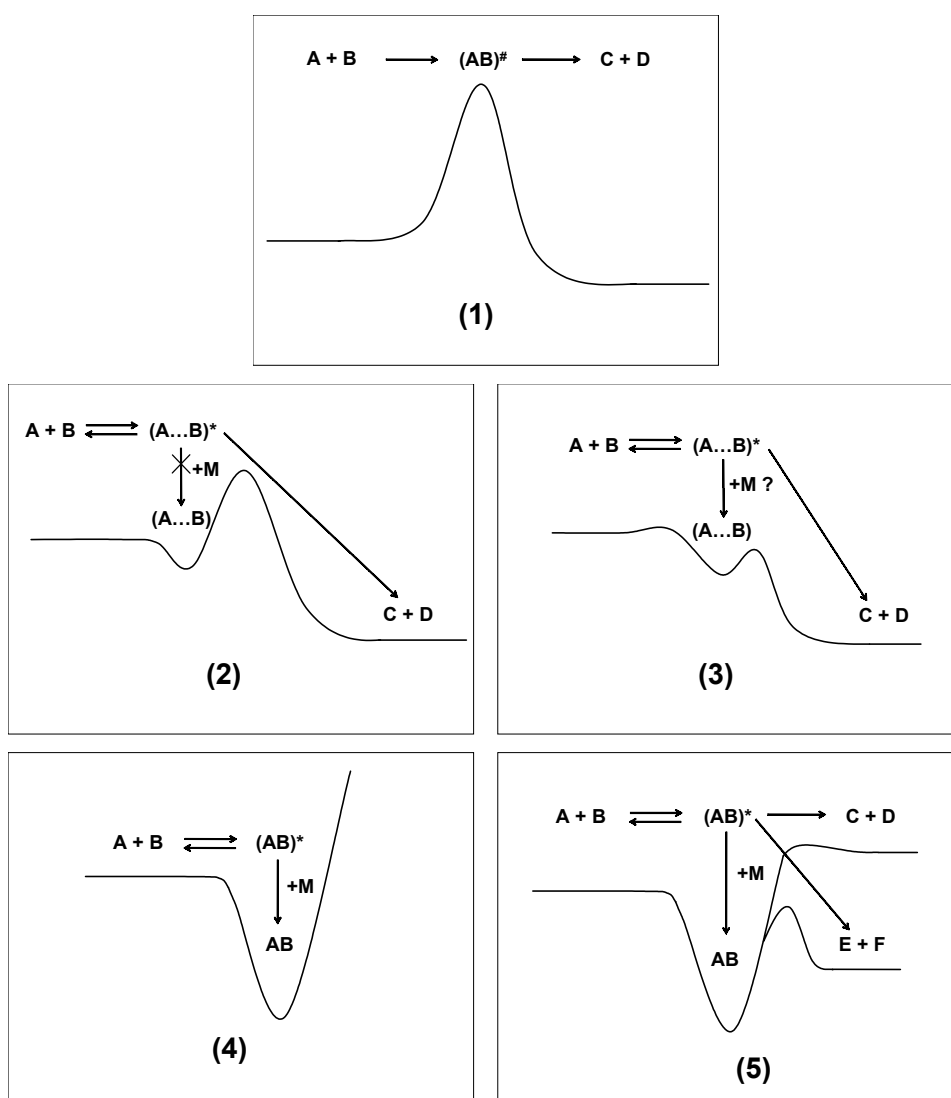 A + B → (AB)# → C + D
(1)
A + B ⇌ (A...B)*
+M
(A...B)
C + D
(2)
A + B ⇌ (A...B)*
+M ?
(A...B)
C + D
(3)
A + B ⇌ (AB)*
+M
AB
(4)
A + B ⇌ (AB)* → C + D
+M
AB
E + F
(5)